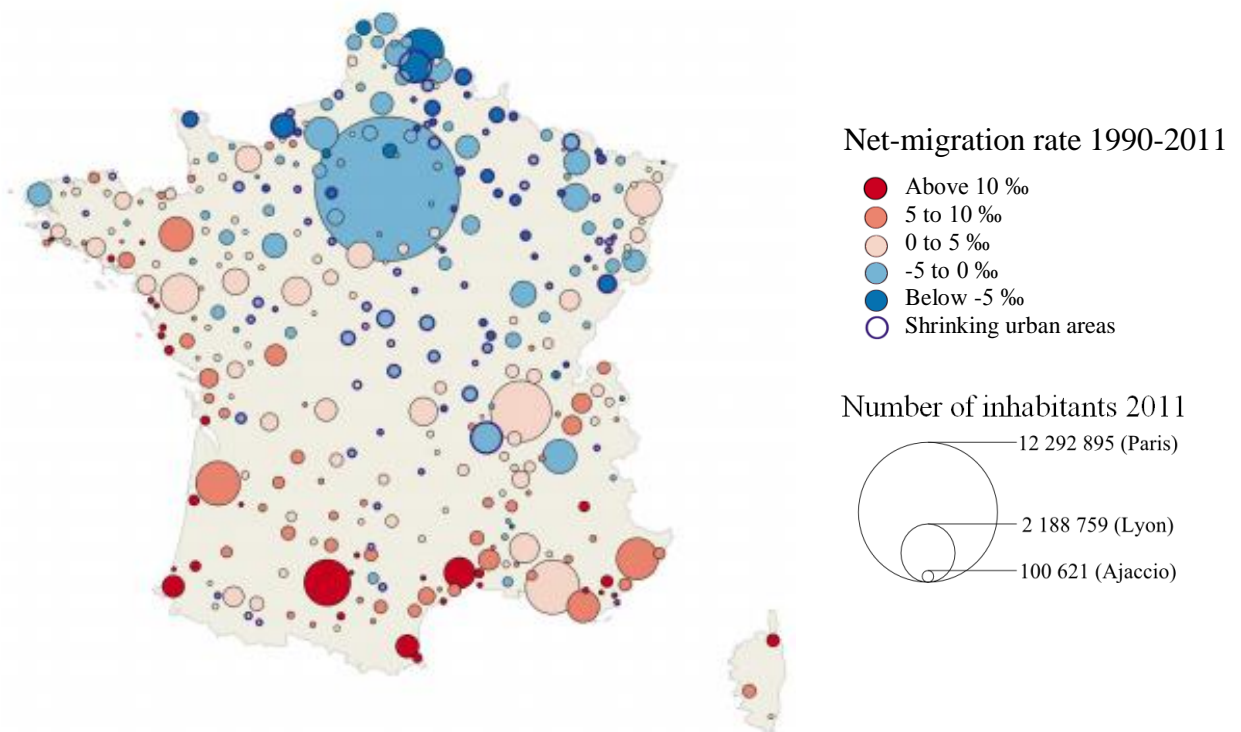 Net-migration rate 1990-2011
Above 10 ‰
5 to 10 ‰
0 to 5 ‰
-5 to 0 ‰
Below -5 ‰
Shrinking urban areas
Number of inhabitants 2011
12 292 895 (Paris)
2 188 759 (Lyon)
100 621 (Ajaccio)